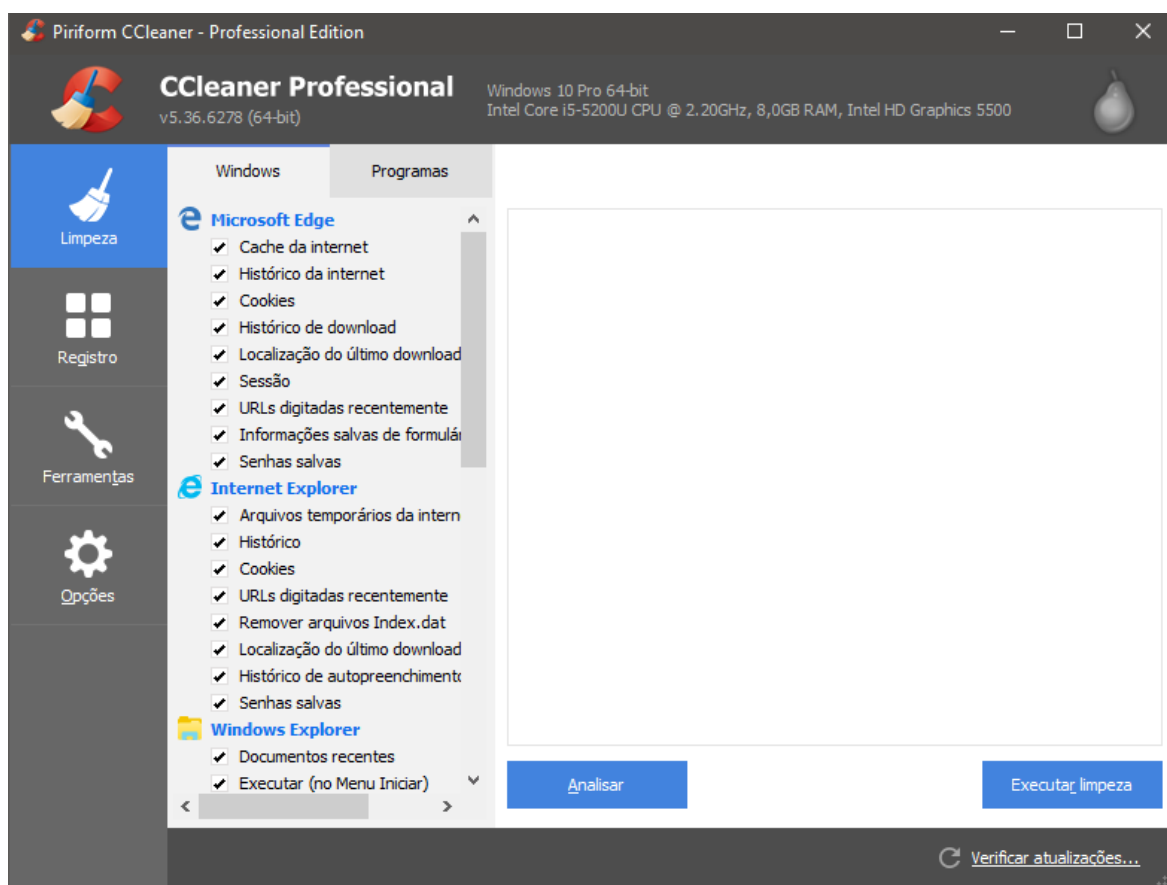 Piriform CCleaner - Professional Edition
CCleaner Professional
v5.36.6278 (64-bit)
Windows 10 Pro 64-bit
Intel Core i5-5200U CPU @ 2.20GHz, 8,0GB RAM, Intel HD Graphics 5500
Limpeza
Registro
Ferramentas
Opções
Windows
Programas
Microsoft Edge
Cache da internet
Histórico da internet
Cookies
Histórico de download
Localização do último download
Sessão
URLs digitadas recentemente
Informações salvas de formulár
Senhas salvas
Internet Explorer
Arquivos temporários da intern
Histórico
Cookies
URLs digitadas recentemente
Remover arquivos Index.dat
Localização do último download
Histórico de autopreenchimento
Senhas salvas
Windows Explorer
Documentos recentes
Executar (no Menu Iniciar)
Analisar
Executar limpeza
Verificar atualizações...